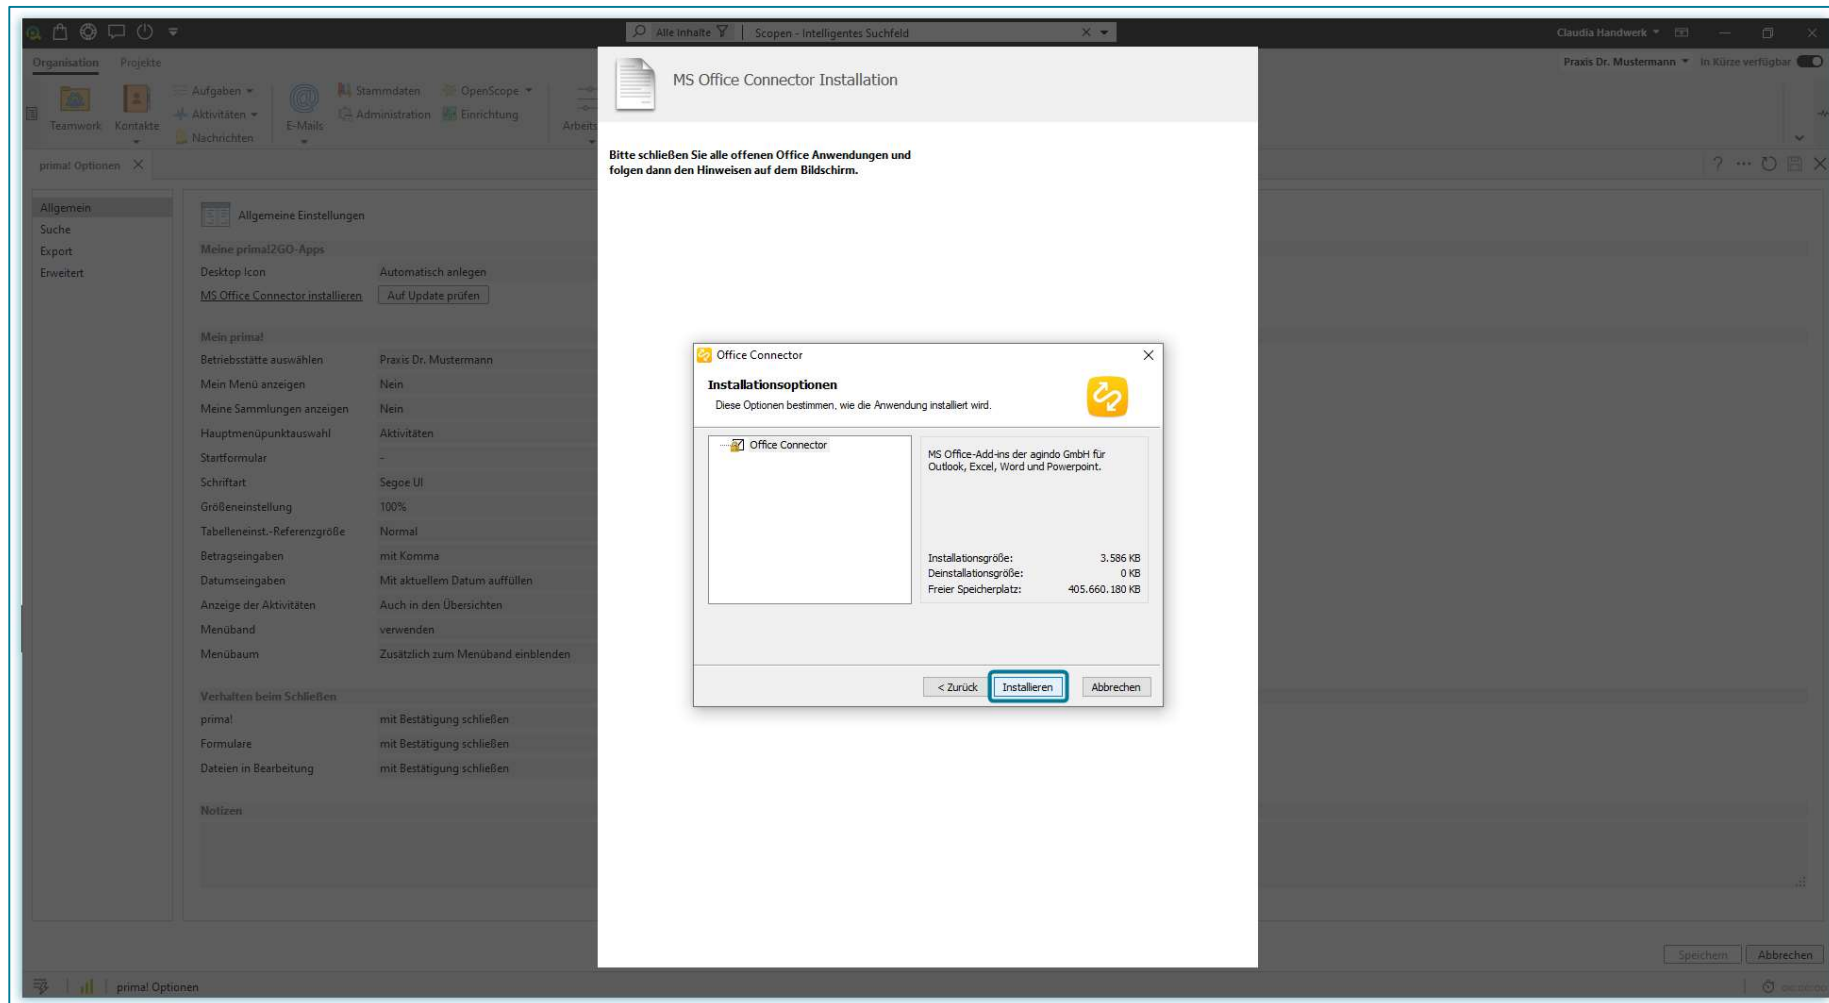 Alle Inhalte
Scopen - Intelligentes Suchfeld
Claudia Handwerk
Organisation
Projekte
Praxis Dr. Mustermann
In Kürze verfügbar
Teamwork
Kontakte
Aufgaben
Aktivitäten
Nachrichten
E-Mails
Stammdaten
Administration
OpenScope
Einrichtung
Arbeits
prima! Optionen
Allgemein
Suche
Export
Erweitert
Allgemeine Einstellungen
Meine prima!2GO-Apps
Desktop Icon Automatisch anlegen
MS Office Connector installieren Auf Update prüfen
Mein prima!
Betriebsstätte auswählen Praxis Dr. Mustermann
Mein Menü anzeigen Nein
Meine Sammlungen anzeigen Nein
Hauptmenüpunktauswahl Aktivitäten
Startformular –
Schriftart Segoe UI
Größeneinstellung 100%
Tabelleneinst.-Referenzgröße Normal
Betragseingaben mit Komma
Datumseingaben Mit aktuellem Datum auffüllen
Anzeige der Aktivitäten Auch in den Übersichten
Menüband verwenden
Menübaum Zusätzlich zum Menüband einblenden
Verhalten beim Schließen
prima! mit Bestätigung schließen
Formulare mit Bestätigung schließen
Dateien in Bearbeitung mit Bestätigung schließen
Notizen
MS Office Connector Installation
Bitte schließen Sie alle offenen Office Anwendungen und
folgen dann den Hinweisen auf dem Bildschirm.
Office Connector
Installationsoptionen
Diese Optionen bestimmen, wie die Anwendung installiert wird.
Office Connector
MS Office-Add-ins der agindo GmbH für
Outlook, Excel, Word und Powerpoint.
Installationsgröße: 3.586 KB
Deinstallationsgröße: 0 KB
Freier Speicherplatz: 405.660.180 KB
< Zurück Installieren Abbrechen
Speichern Abbrechen
prima! Optionen